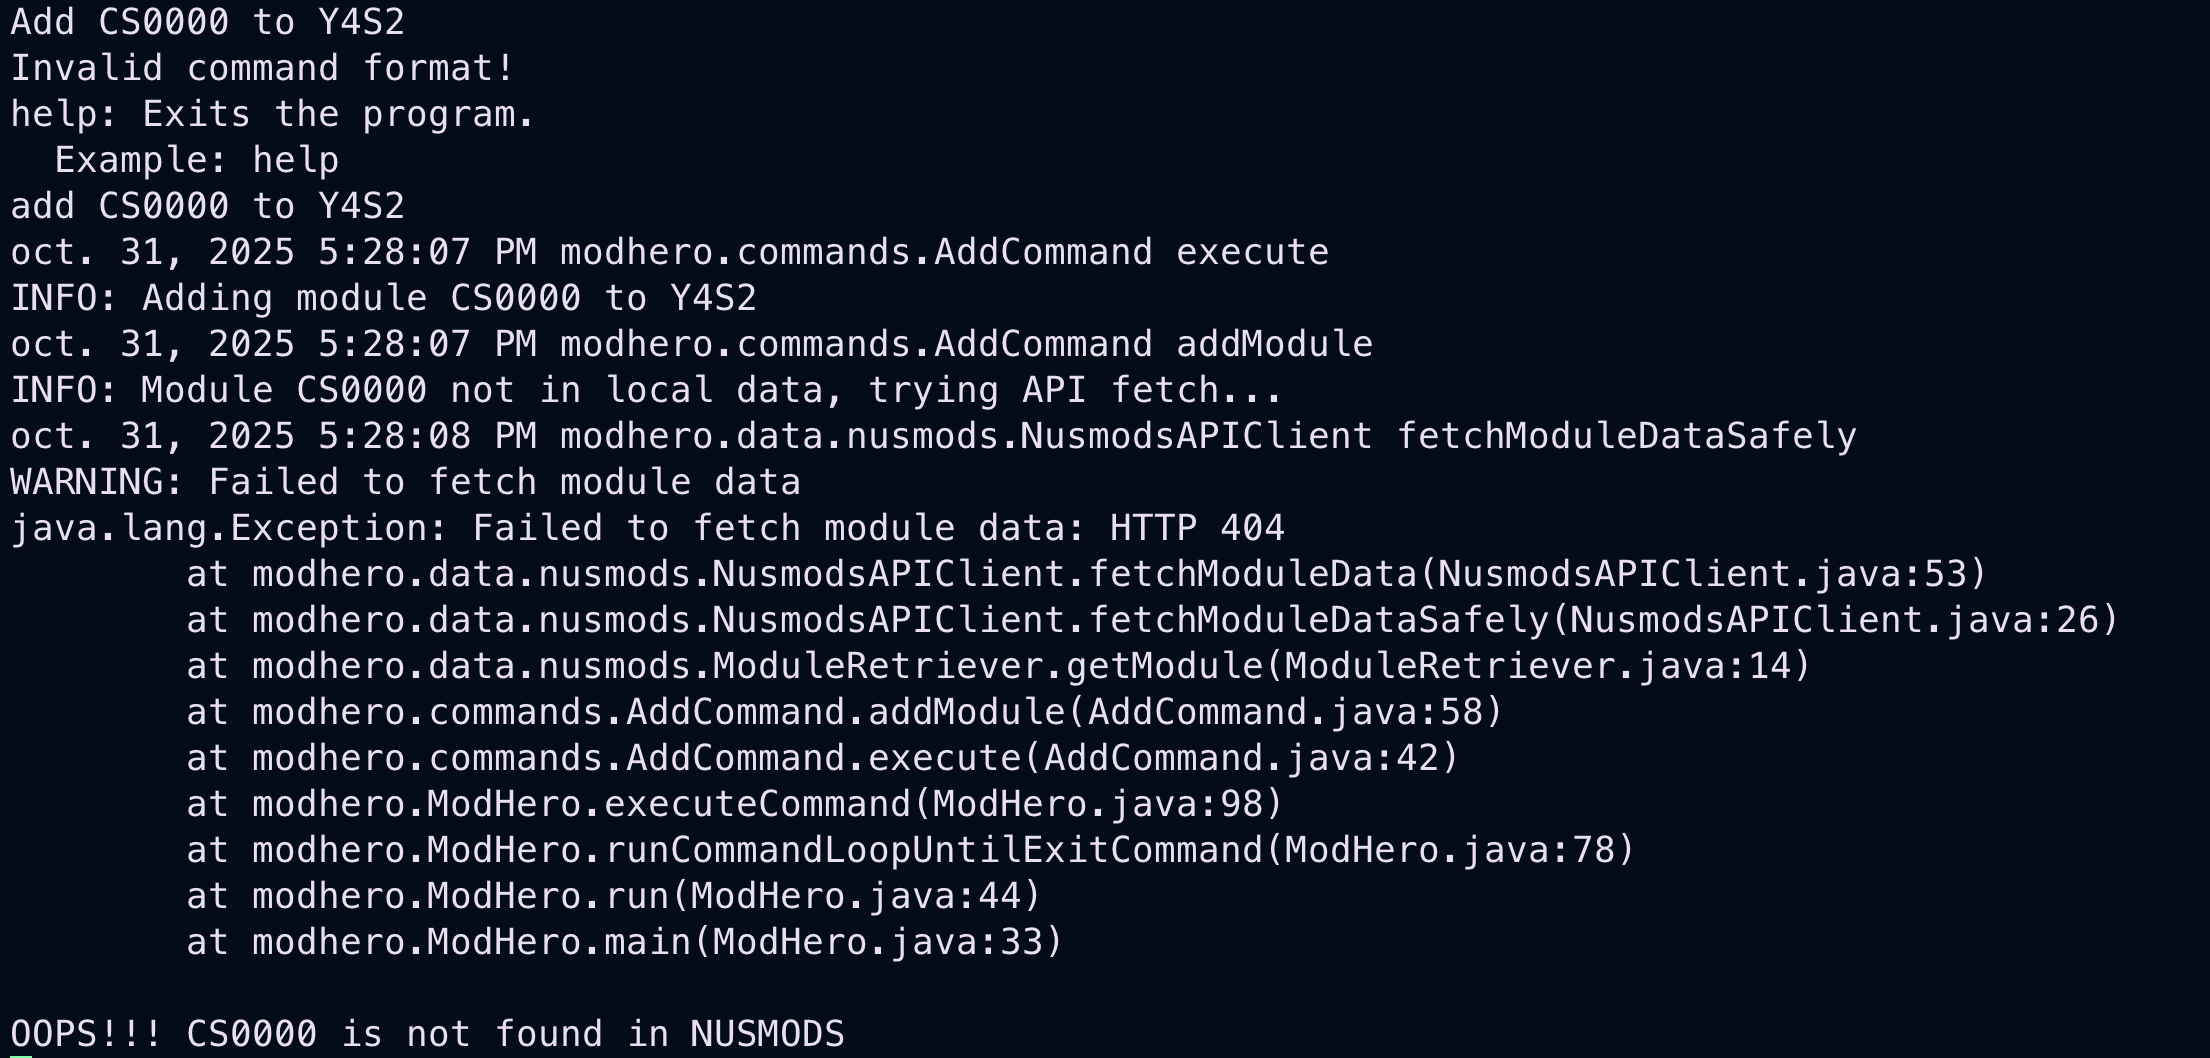 Add CS0000 to Y4S2
Invalid command format!
help: Exits the program.
  Example: help
add CS0000 to Y4S2
oct. 31, 2025 5:28:07 PM modhero.commands.AddCommand execute
INFO: Adding module CS0000 to Y4S2
oct. 31, 2025 5:28:07 PM modhero.commands.AddCommand addModule
INFO: Module CS0000 not in local data, trying API fetch...
oct. 31, 2025 5:28:08 PM modhero.data.nusmods.NusmodsAPIClient fetchModuleDataSafely
WARNING: Failed to fetch module data
java.lang.Exception: Failed to fetch module data: HTTP 404
        at modhero.data.nusmods.NusmodsAPIClient.fetchModuleData(NusmodsAPIClient.java:53)
        at modhero.data.nusmods.NusmodsAPIClient.fetchModuleDataSafely(NusmodsAPIClient.java:26)
        at modhero.data.nusmods.ModuleRetriever.getModule(ModuleRetriever.java:14)
        at modhero.commands.AddCommand.addModule(AddCommand.java:58)
        at modhero.commands.AddCommand.execute(AddCommand.java:42)
        at modhero.ModHero.executeCommand(ModHero.java:98)
        at modhero.ModHero.runCommandLoopUntilExitCommand(ModHero.java:78)
        at modhero.ModHero.run(ModHero.java:44)
        at modhero.ModHero.main(ModHero.java:33)

OOPS!!! CS0000 is not found in NUSMODS